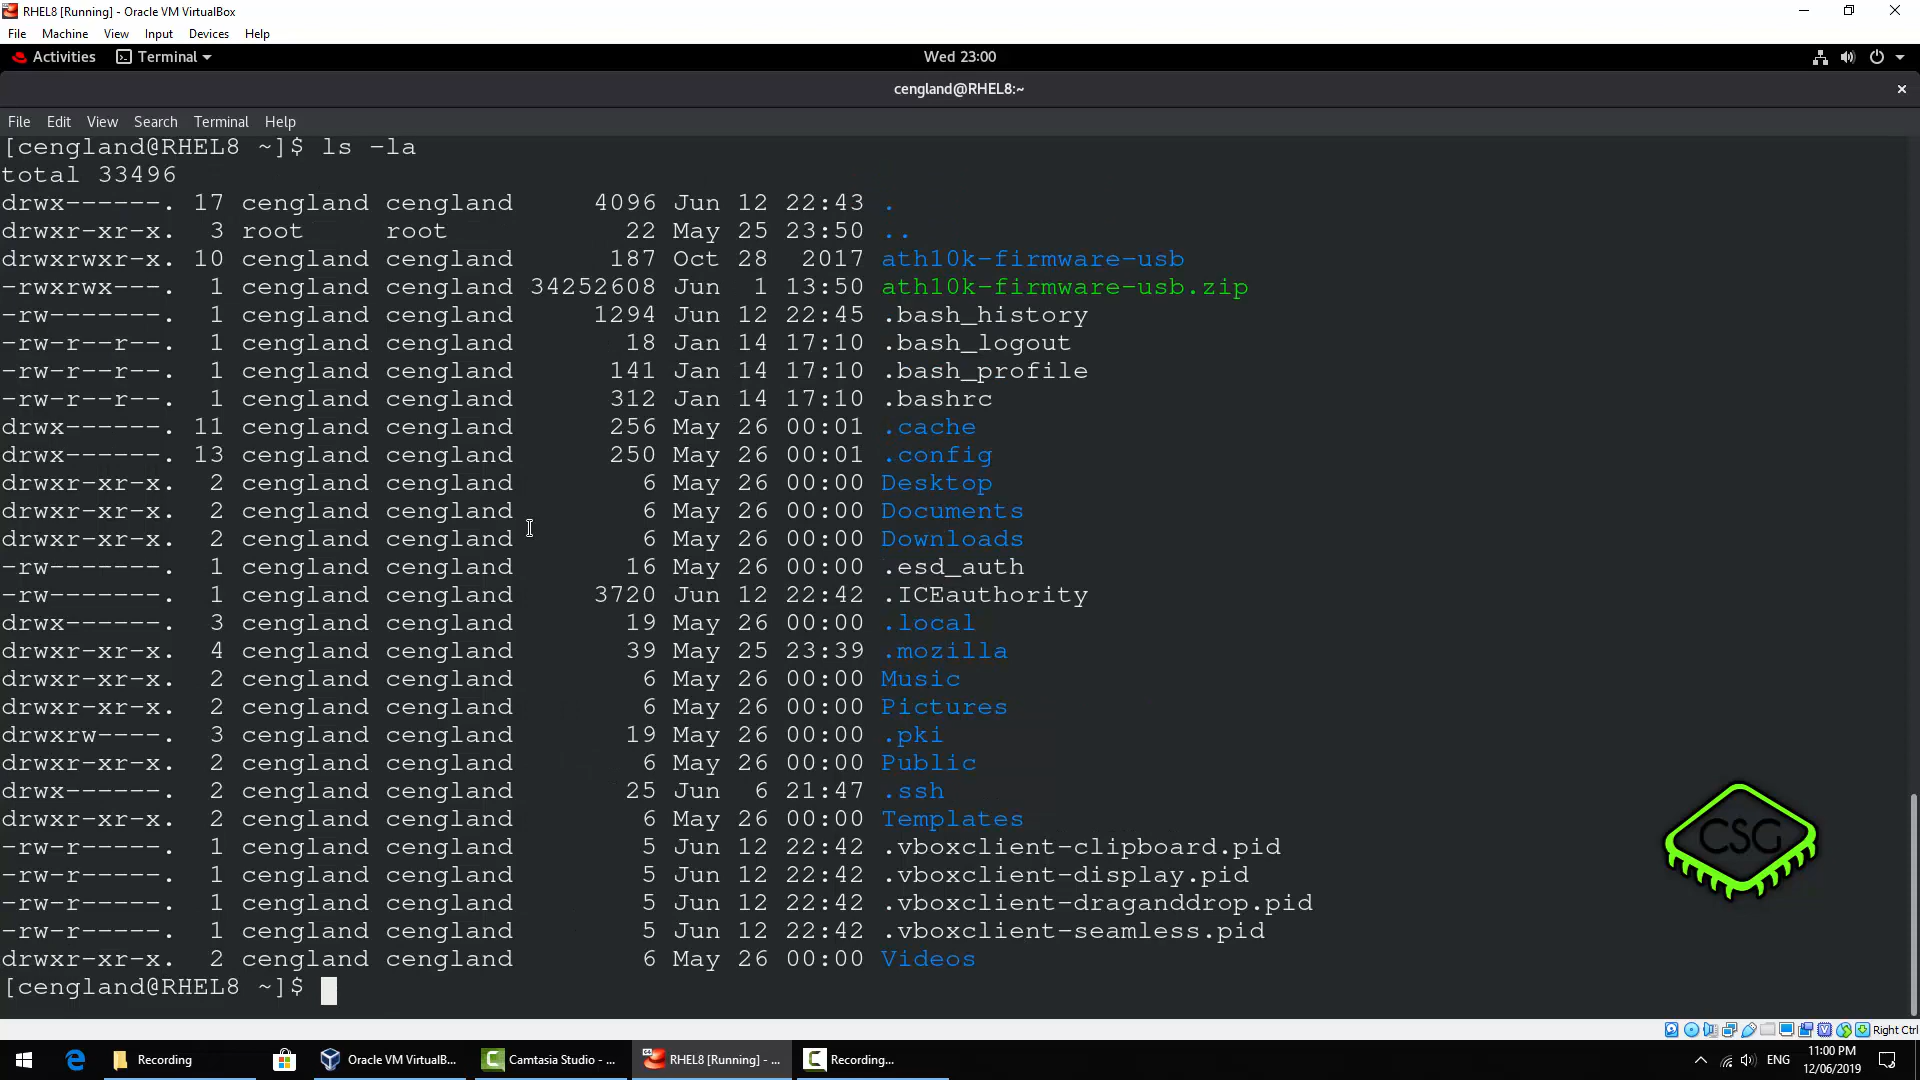 RHEL8 [Running] - Oracle VM VirtualBox
File Machine View Input Devices Help
Activities Terminal Wed 23:00
cengland@RHEL8:~
File Edit View Search Terminal Help
[cengland@RHEL8 ~]$ ls -la
total 33496
drwx------. 17 cengland cengland 4096 Jun 12 22:43 .
drwxr-xr-x. 3 root root 22 May 25 23:50 ..
drwxrwxr-x. 10 cengland cengland 187 Oct 28 2017 ath10k-firmware-usb
-rwxrwx---. 1 cengland cengland 34252608 Jun 1 13:50 ath10k-firmware-usb.zip
-rw-------. 1 cengland cengland 1294 Jun 12 22:45 .bash_history
-rw-r--r--. 1 cengland cengland 18 Jan 14 17:10 .bash_logout
-rw-r--r--. 1 cengland cengland 141 Jan 14 17:10 .bash_profile
-rw-r--r--. 1 cengland cengland 312 Jan 14 17:10 .bashrc
drwx------. 11 cengland cengland 256 May 26 00:01 .cache
drwx------. 13 cengland cengland 250 May 26 00:01 .config
drwxr-xr-x. 2 cengland cengland 6 May 26 00:00 Desktop
drwxr-xr-x. 2 cengland cengland 6 May 26 00:00 Documents
drwxr-xr-x. 2 cengland cengland 6 May 26 00:00 Downloads
-rw-------. 1 cengland cengland 16 May 26 00:00 .esd_auth
-rw-------. 1 cengland cengland 3720 Jun 12 22:42 .ICEauthority
drwx------. 3 cengland cengland 19 May 26 00:00 .local
drwxr-xr-x. 4 cengland cengland 39 May 25 23:39 .mozilla
drwxr-xr-x. 2 cengland cengland 6 May 26 00:00 Music
drwxr-xr-x. 2 cengland cengland 6 May 26 00:00 Pictures
drwxrw----. 3 cengland cengland 19 May 26 00:00 .pki
drwxr-xr-x. 2 cengland cengland 6 May 26 00:00 Public
drwx------. 2 cengland cengland 25 Jun 6 21:47 .ssh
drwxr-xr-x. 2 cengland cengland 6 May 26 00:00 Templates
-rw-r-----. 1 cengland cengland 5 Jun 12 22:42 .vboxclient-clipboard.pid
-rw-r-----. 1 cengland cengland 5 Jun 12 22:42 .vboxclient-display.pid
-rw-r-----. 1 cengland cengland 5 Jun 12 22:42 .vboxclient-draganddrop.pid
-rw-r-----. 1 cengland cengland 5 Jun 12 22:42 .vboxclient-seamless.pid
drwxr-xr-x. 2 cengland cengland 6 May 26 00:00 Videos
[cengland@RHEL8 ~]$
CSG
Right Ctrl
Recording Oracle VM VirtualB... Camtasia Studio - ... RHEL8 [Running] - ... Recording... ENG 11:00 PM
12/06/2019